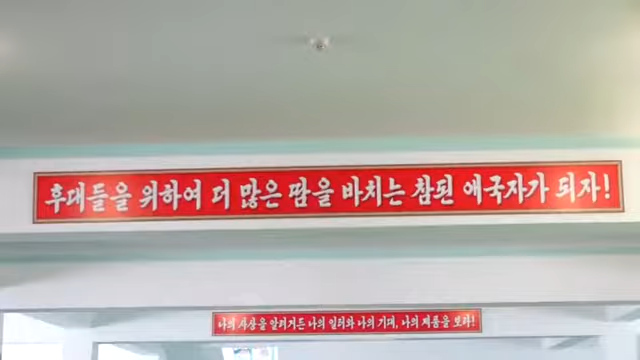 후대들을 위하여 더 많은 땀을 바치는 참된 애국자가 되자!
나의 사상을 알려거든 나의 일터와 나의 기대, 나의 제품을 보라!